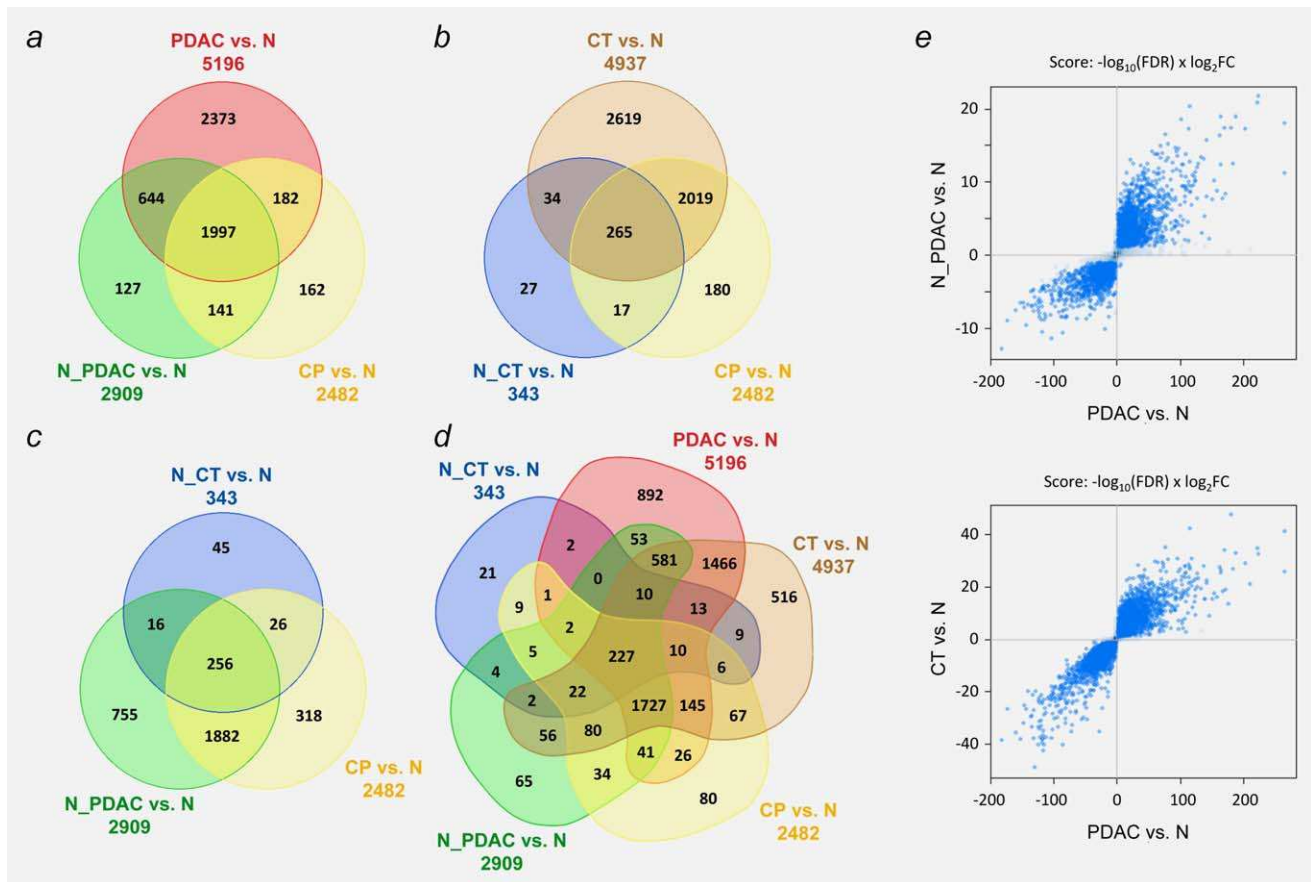 a
PDAC vs. N
5196
2373
644
182
1997
127
162
141
N_PDAC vs. N
2909
CP vs. N
2482
b
CT vs. N
4937
2619
34
2019
265
27
180
17
N_CT vs. N
343
CP vs. N
2482
c
N_CT vs. N
343
45
16
26
256
755
318
1882
N_PDAC vs. N
2909
CP vs. N
2482
d
PDAC vs. N
5196
N_CT vs. N
343
CT vs. N
4937
892
2
53
581
1466
21
0
516
9
1
10
13
9
2
5
227
10
6
4
2
22
1727
145
67
56
80
41
26
65
34
80
CP vs. N
2482
N_PDAC vs. N
2909
e
Score: -log₁₀(FDR) x log₂FC
N_PDAC vs. N
20
10
0
-10
-200 -100 0 100 200
PDAC vs. N
Score: -log₁₀(FDR) x log₂FC
CT vs. N
40
20
0
-20
-40
-200 -100 0 100 200
PDAC vs. N